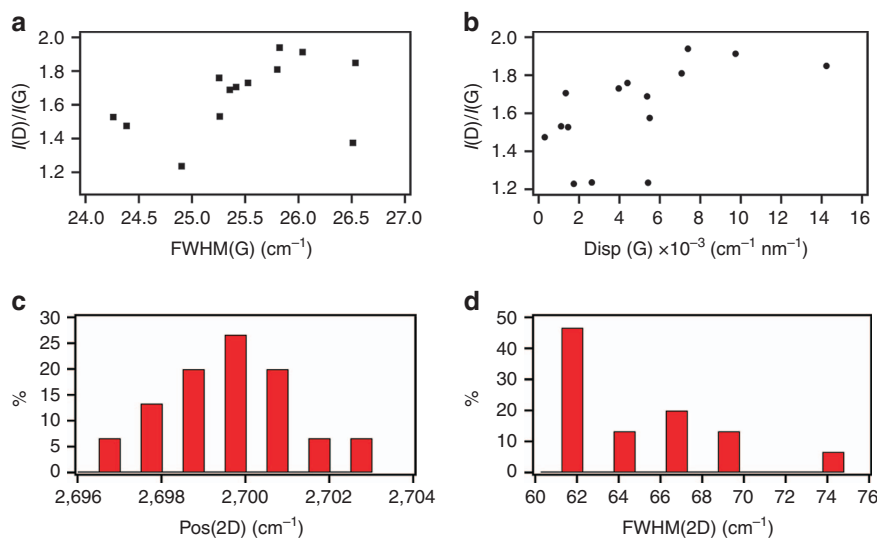 a
2.0
1.8
1.6
1.4
1.2
I(D)/I(G)
24.0 24.5 25.0 25.5 26.0 26.5 27.0
FWHM(G) (cm⁻¹)
b
2.0
1.8
1.6
1.4
1.2
I(D)/I(G)
0 2 4 6 8 10 12 14 16
Disp (G) ×10⁻³ (cm⁻¹ nm⁻¹)
c
30
25
20
15
10
5
0
%
2,696 2,698 2,700 2,702 2,704
Pos(2D) (cm⁻¹)
d
50
40
30
20
10
0
%
60 62 64 66 68 70 72 74 76
FWHM(2D) (cm⁻¹)